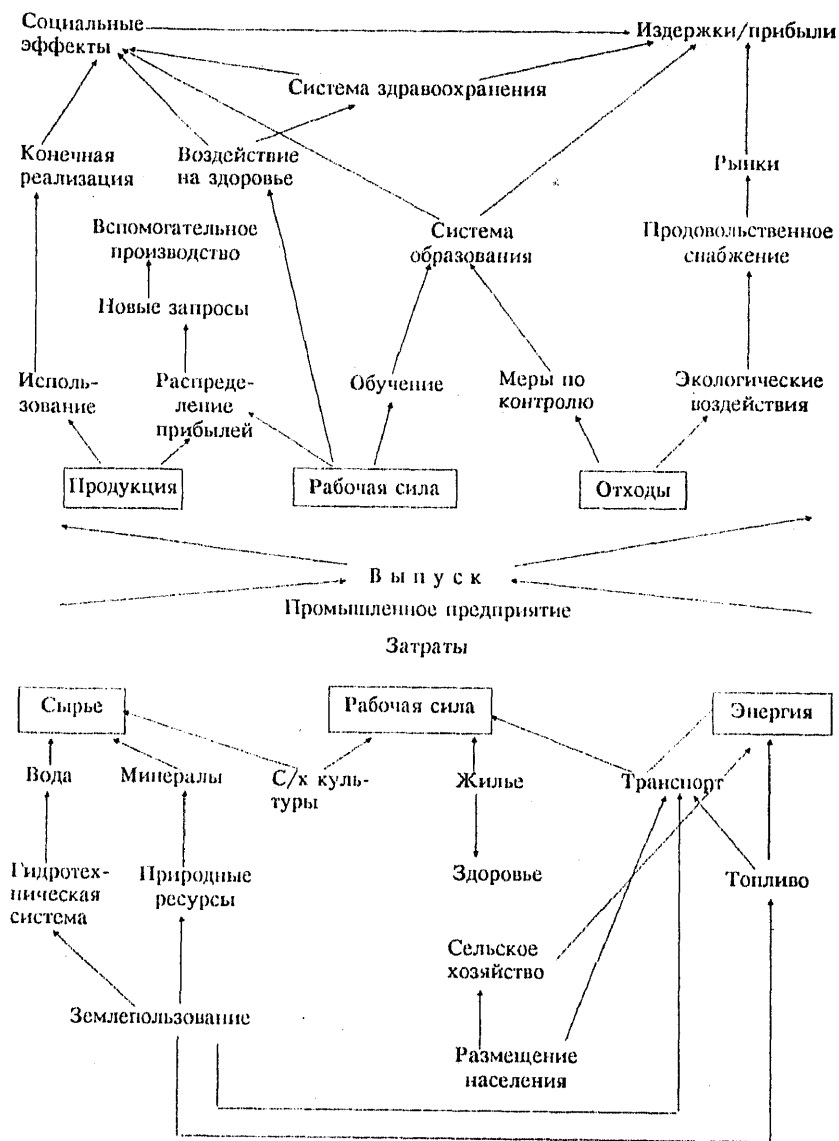 Социальные
эффекты
Издержки/прибыли
Система здравоохранения
Конечная
реализация
Воздействие
на здоровье
Рынки
Вспомогательное
производство
Система
образования
Продовольственное
снабжение
Новые запросы
Исполь-
зование
Распреде-
ление
прибылей
Обучение
Меры по
контролю
Экологические
воздействия
Продукция
Рабочая сила
Отходы
Выпуск
Промышленное предприятие
Затраты
Сырье
Рабочая сила
Энергия
Вода
Минералы
С/х куль-
туры
Жилье
Транспорт
Гидротех-
ническая
система
Природные
ресурсы
Здоровье
Топливо
Сельское
хозяйство
Землепользование
Размещение
населения